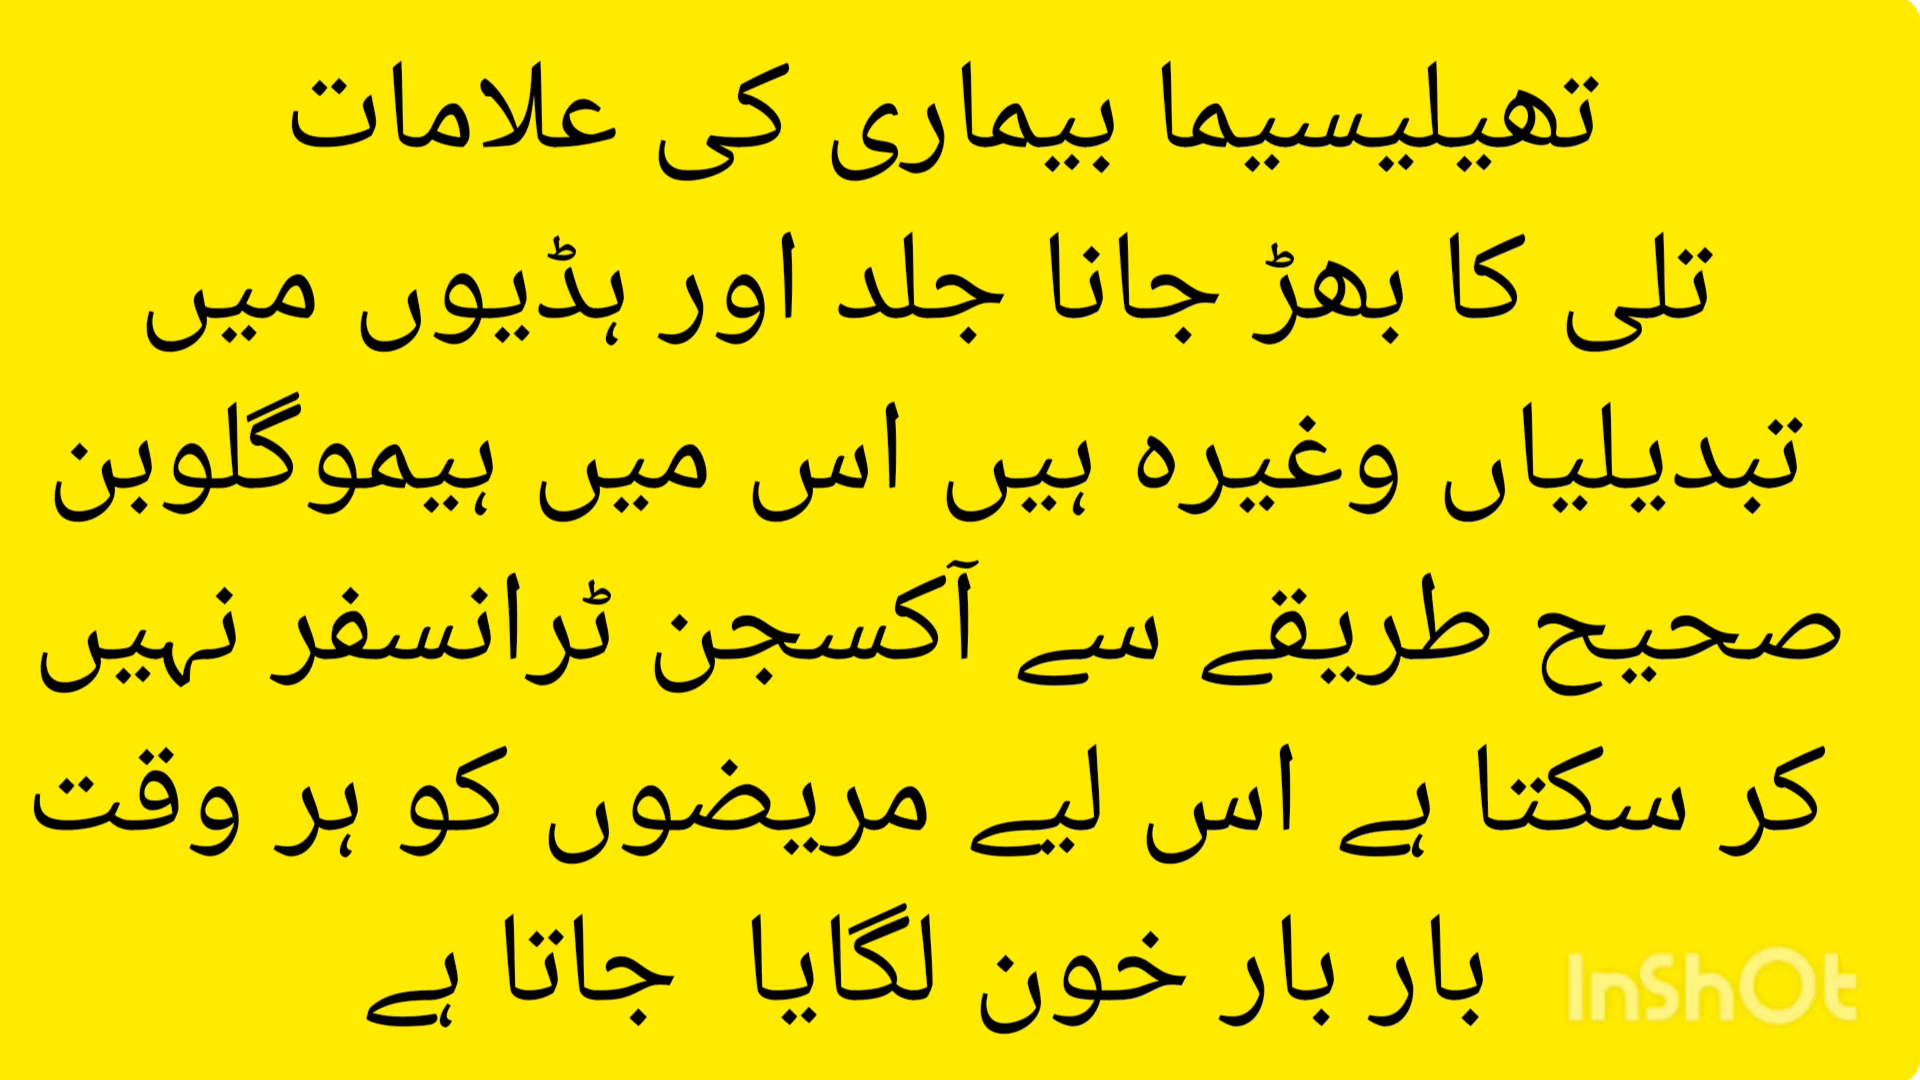 تھیلیسیما بیماری کی علامات
تلی کا بھڑ جانا جلد اور ہڈیوں میں
تبدیلیاں وغیرہ ہیں اس میں ہیموگلوبن
صحیح طریقے سے آکسجن ٹرانسفر نہیں
کر سکتا ہے اس لیے مریضوں کو ہر وقت
بار بار خون لگایا جاتا ہے
InShOt